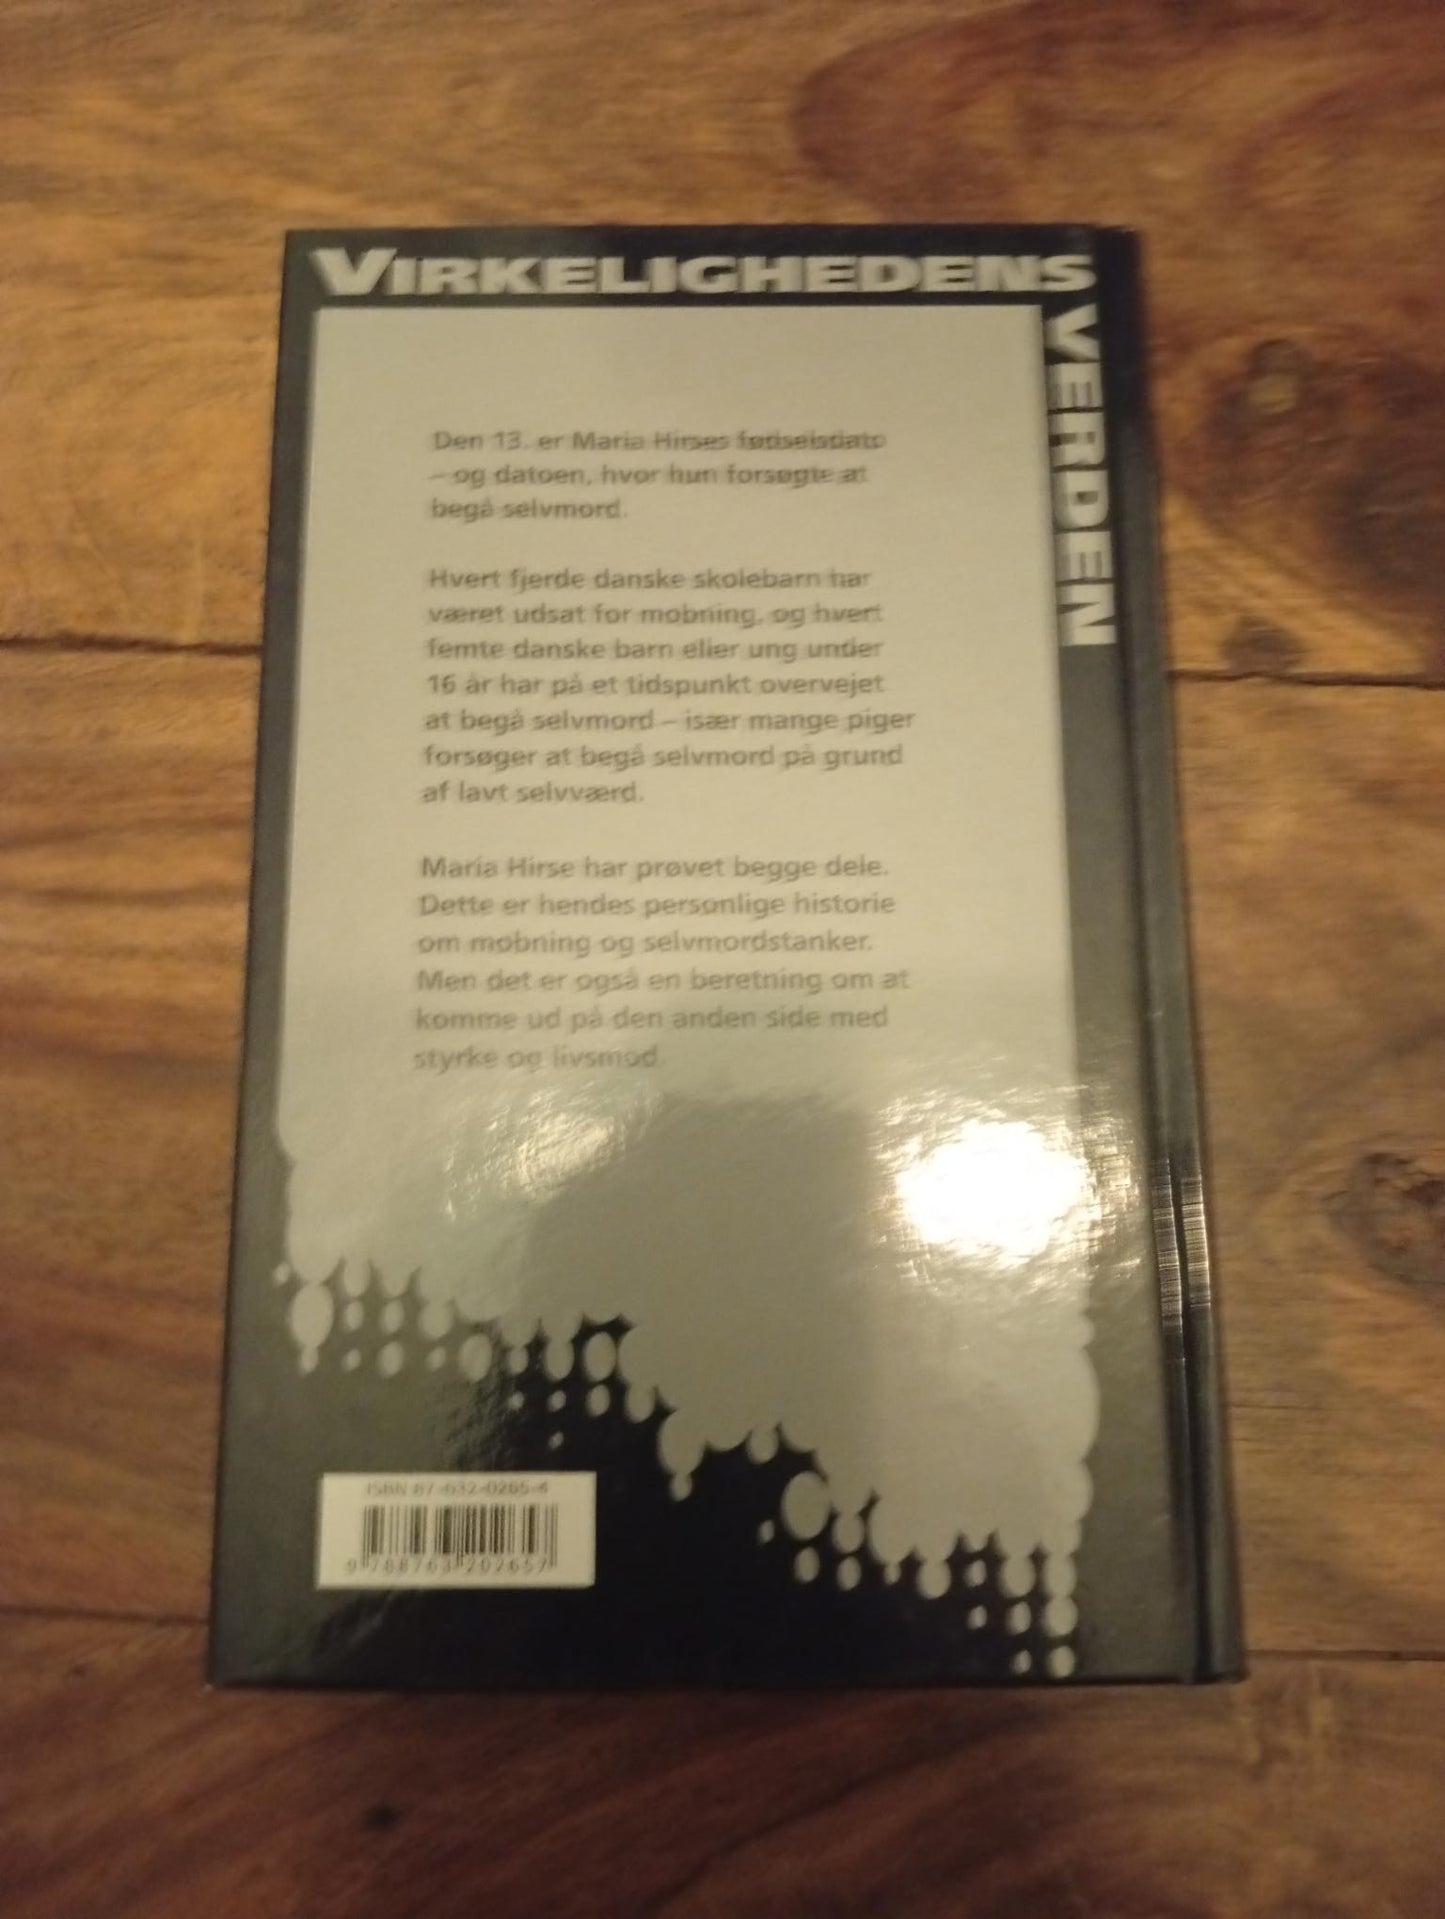 VIRKELIGHEDENS
VERDEN
Den 13. er Maria Hirses fødselsdato
– og datoen, hvor hun forsøgte at
begå selvmord.
Hvert fjerde danske skolebarn har
været udsat for mobning, og hvert
femte danske barn eller ung under
16 år har på et tidspunkt overvejet
at begå selvmord – især mange piger
forsøger at begå selvmord på grund
af lavt selvværd.
Maria Hirse har prøvet begge dele.
Dette er hendes personlige historie
om mobning og selvmordstanker.
Men det er også en beretning om at
komme ud på den anden side med
styrke og livsmod.
ISBN 87-632-0265-4
9 788763 202657